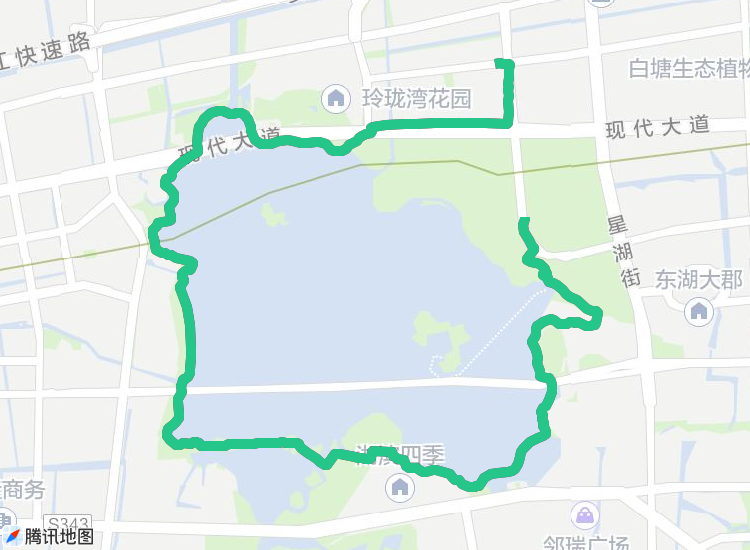 江快速路
白塘生态植物
玲珑湾花园
现代大道
现代大道
星湖街
东湖大郡
湖滨四季
商务
S343
邻瑞广场
腾讯地图